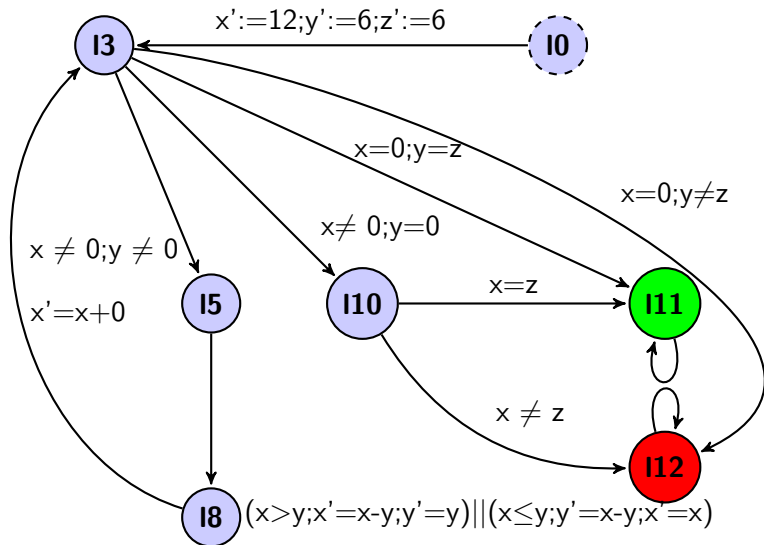 x':=12;y':=6;z':=6
l3
l0
x=0;y=z
x=0;y≠z
x≠ 0;y=0
x ≠ 0;y ≠ 0
x'=x+0
l5
l10
x=z
l11
x ≠ z
l12
l8
(x>y;x'=x-y;y'=y)||(x≤y;y'=x-y;x'=x)